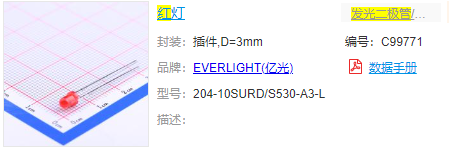 红灯
发光二极管/...
封装: 插件,D=3mm
编号: C99771
品牌: EVERLIGHT(亿光)
数据手册
型号: 204-10SURD/S530-A3-L
描述: